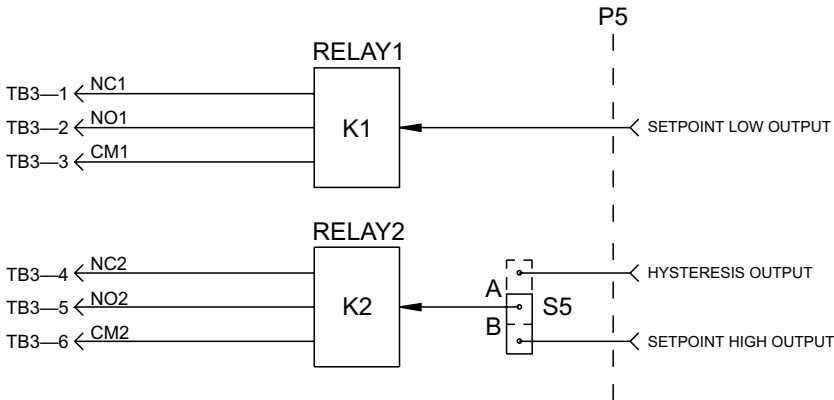 P5
RELAY1
TB3—1 NC1
TB3—2 NO1
TB3—3 CM1
K1
SETPOINT LOW OUTPUT
RELAY2
TB3—4 NC2
TB3—5 NO2
TB3—6 CM2
K2
A
B
S5
HYSTERESIS OUTPUT
SETPOINT HIGH OUTPUT